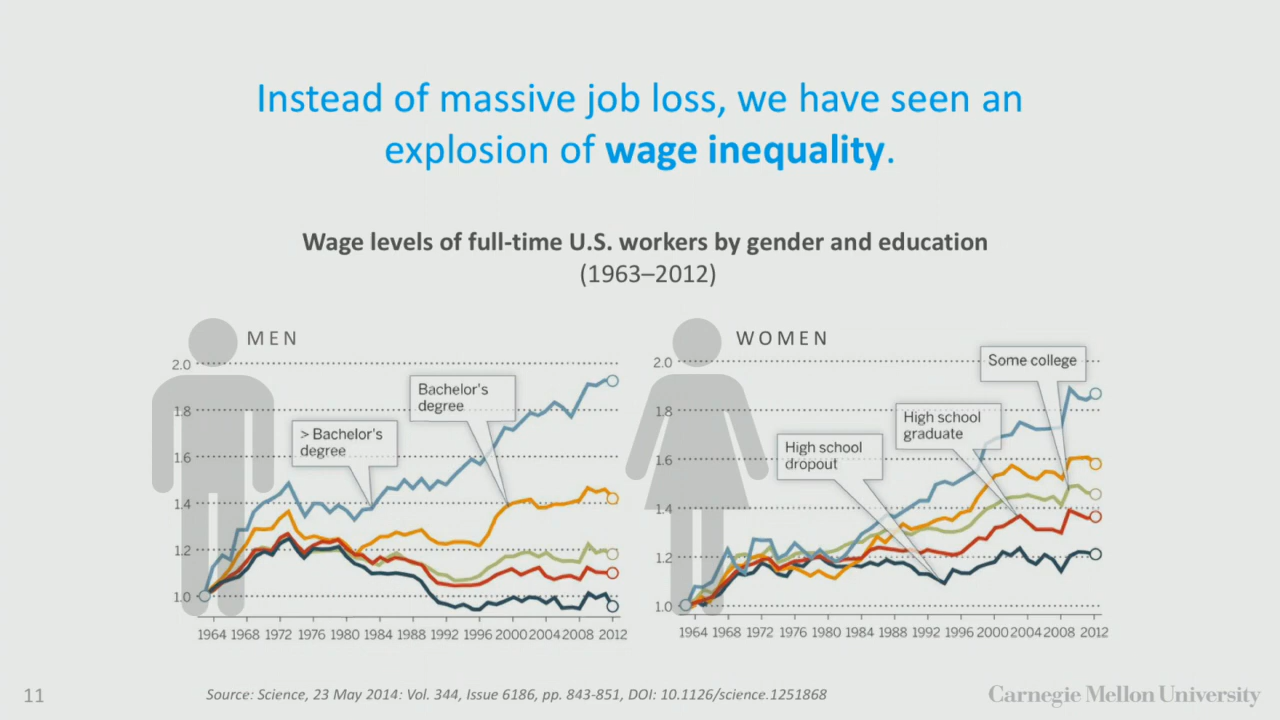 Instead of massive job loss, we have seen an
explosion of wage inequality.
Wage levels of full-time U.S. workers by gender and education
(1963–2012)
MEN
2.0
1.8
1.6
1.4
1.2
1.0
> Bachelor's
degree
Bachelor's
degree
1964 1968 1972 1976 1980 1984 1988 1992 1996 2000 2004 2008 2012
WOMEN
2.0
1.8
1.6
1.4
1.2
1.0
High school
dropout
High school
graduate
Some college
1964 1968 1972 1976 1980 1984 1988 1992 1996 2000 2004 2008 2012
11
Source: Science, 23 May 2014: Vol. 344, Issue 6186, pp. 843-851, DOI: 10.1126/science.1251868
Carnegie Mellon University